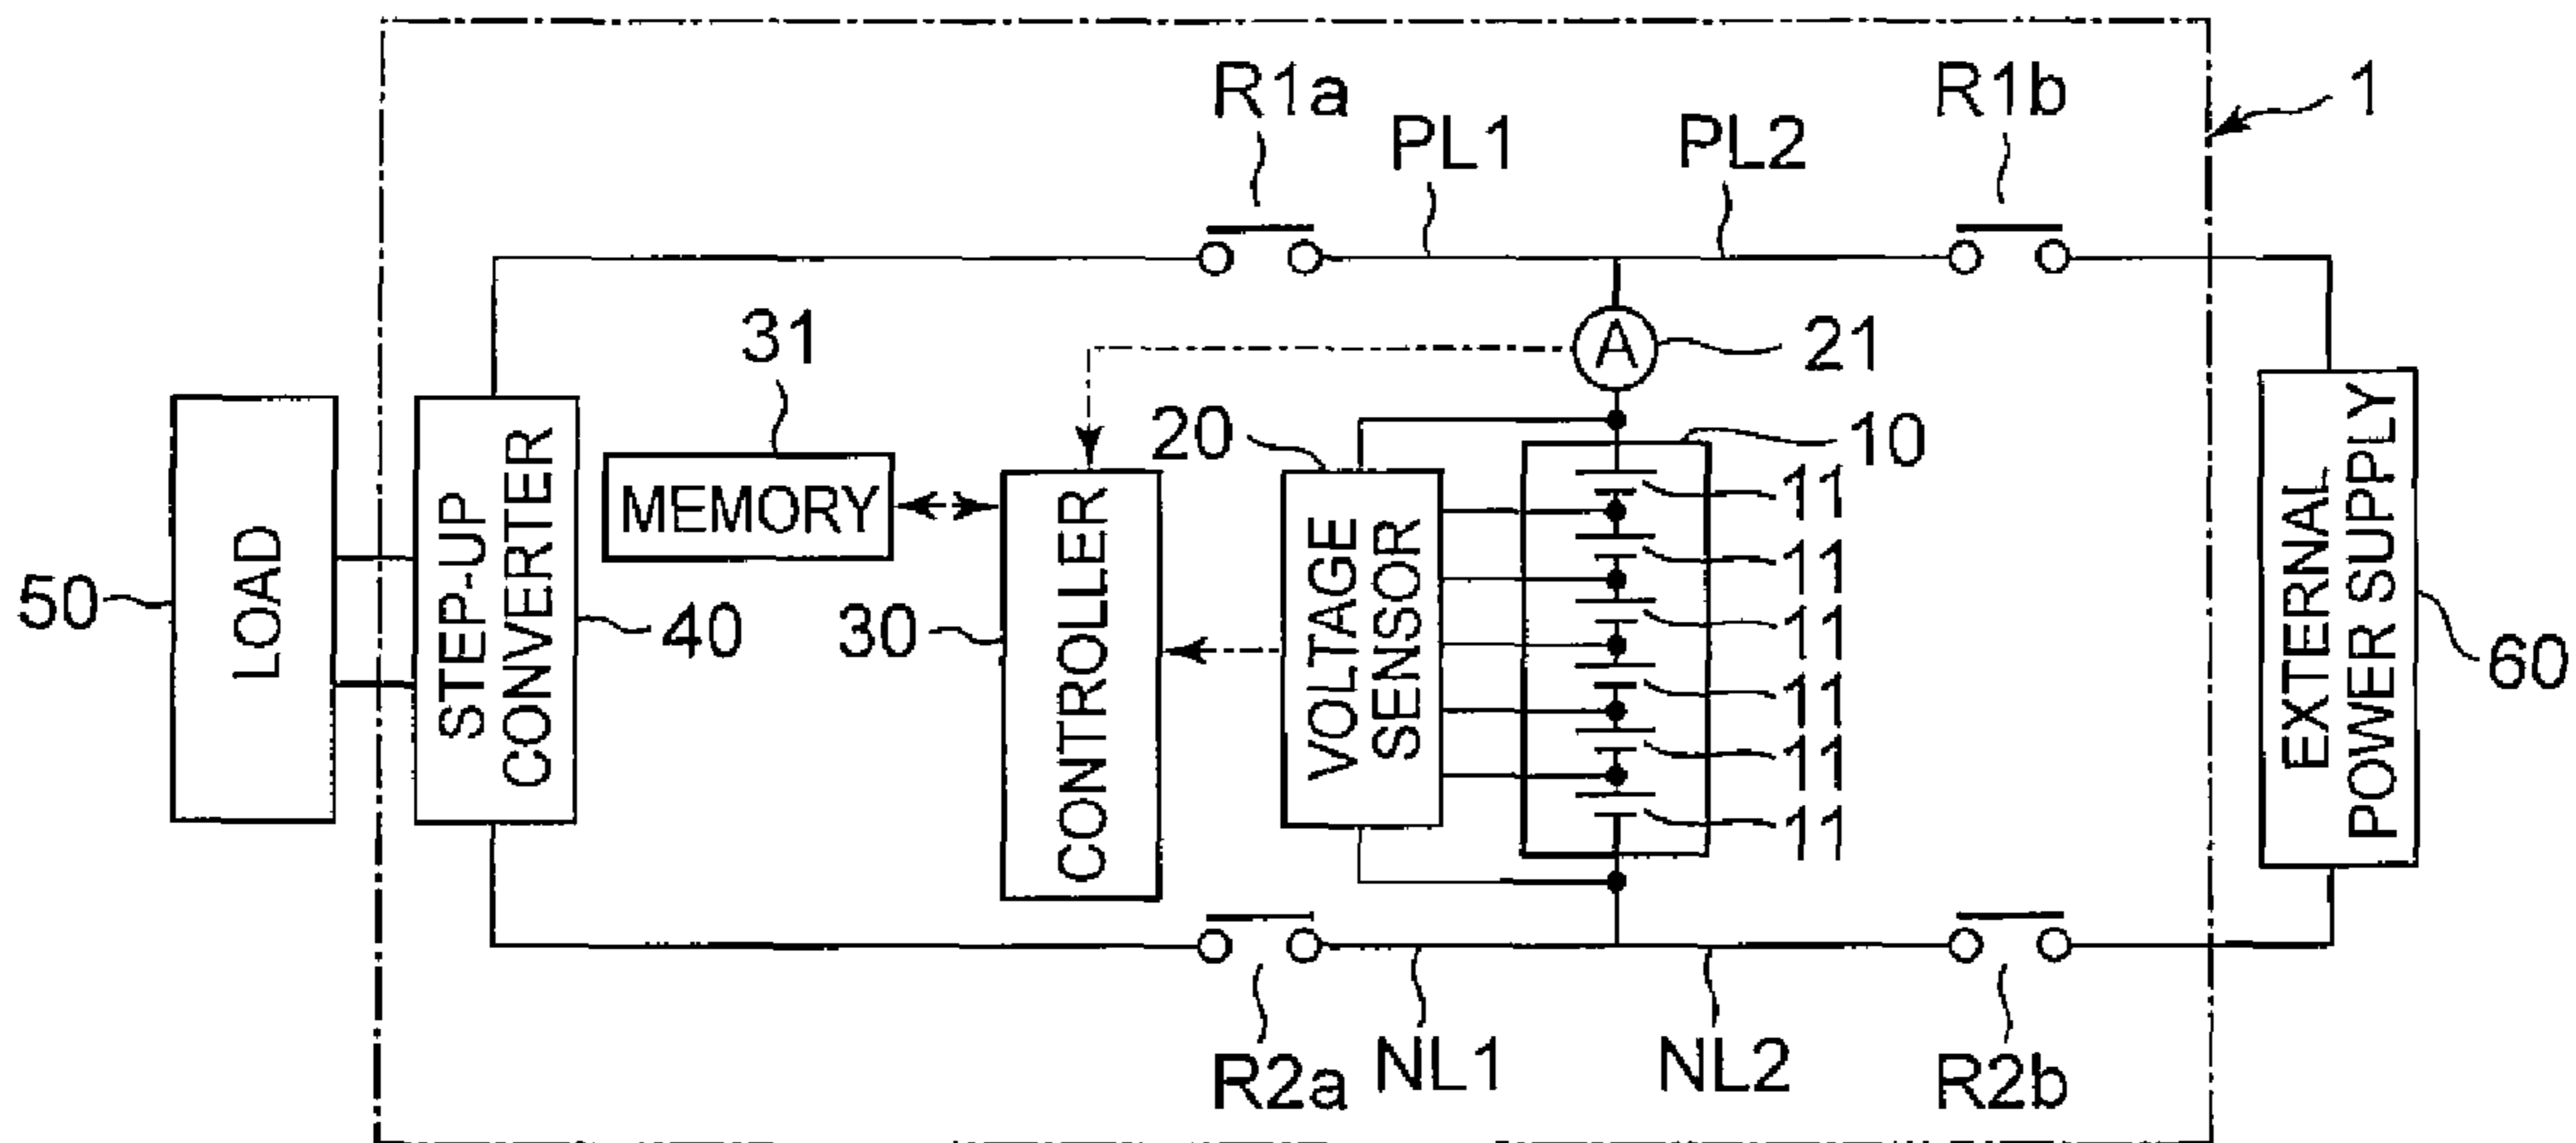 R1a
R1b
1
PL1
PL2
31
A
21
20
10
11
MEMORY
11
11
11
11
11
LOAD
STEP-UP
CONVERTER
CONTROLLER
VOLTAGE
SENSOR
EXTERNAL
POWER SUPPLY
50
40
30
60
R2a
NL1
NL2
R2b